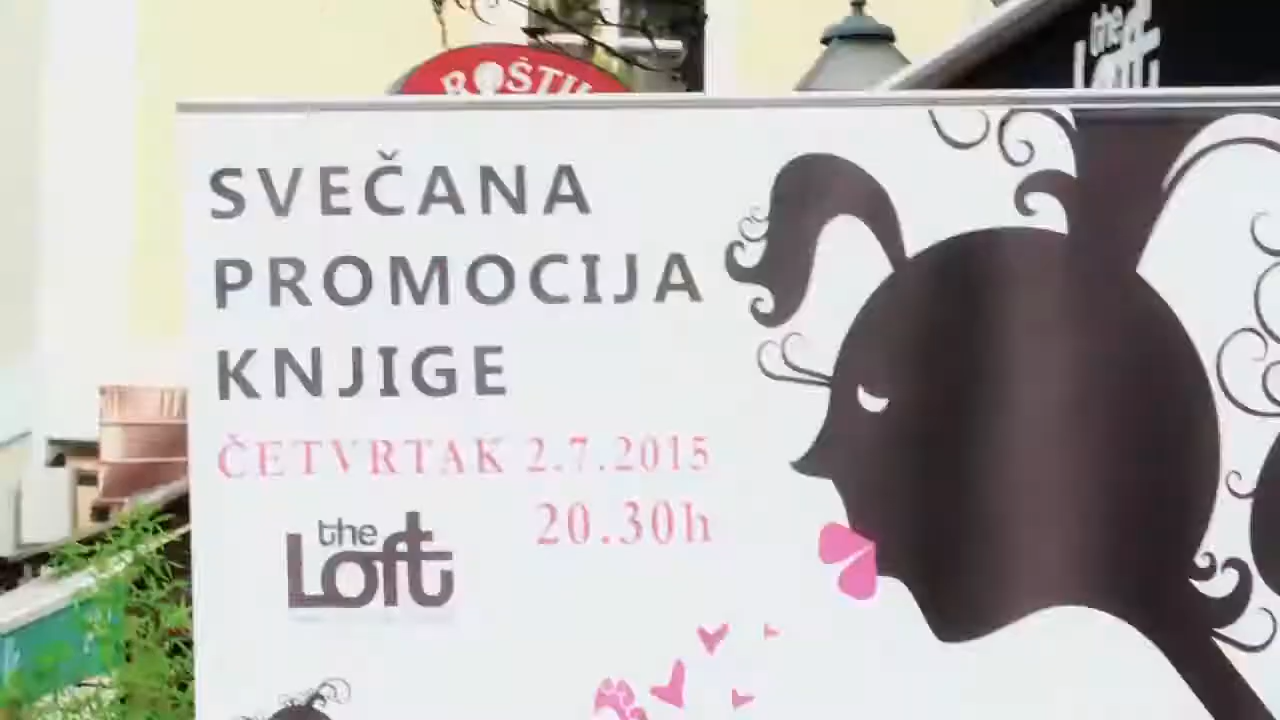 the
Loft
SVEČANA
PROMOCIJA
KNJIGE
ČETVRTAK 2.7.2015
20.30h
the
Loft